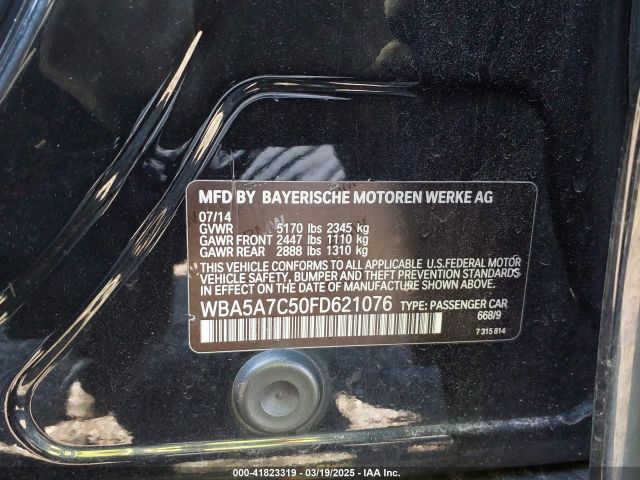 MFD BY BAYERISCHE MOTOREN WERKE AG
07/14
GVWR 5170 lbs 2345 kg
GAWR FRONT 2447 lbs 1110 kg
GAWR REAR 2888 lbs 1310 kg
THIS VEHICLE CONFORMS TO ALL APPLICABLE U.S.FEDERAL MOTOR
VEHICLE SAFETY, BUMPER AND THEFT PREVENTION STANDARDS
IN EFFECT ON THE DATE OF MANUFACTURE SHOWN ABOVE.
WBA5A7C50FD621076 TYPE: PASSENGER CAR
668/9
7 315 814
000-41823319 — 03/19/2025 — IAA Inc.